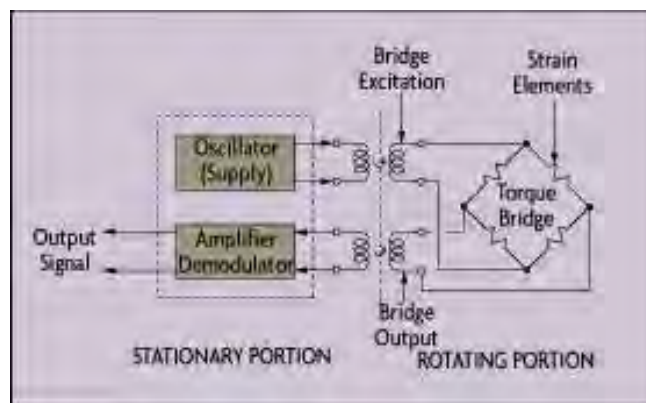 Bridge
Excitation
Strain
Elements
Oscillator
(Supply)
Torque
Bridge
Output
Signal
Amplifier
Demodulator
Bridge
Output
STATIONARY PORTION
ROTATING PORTION